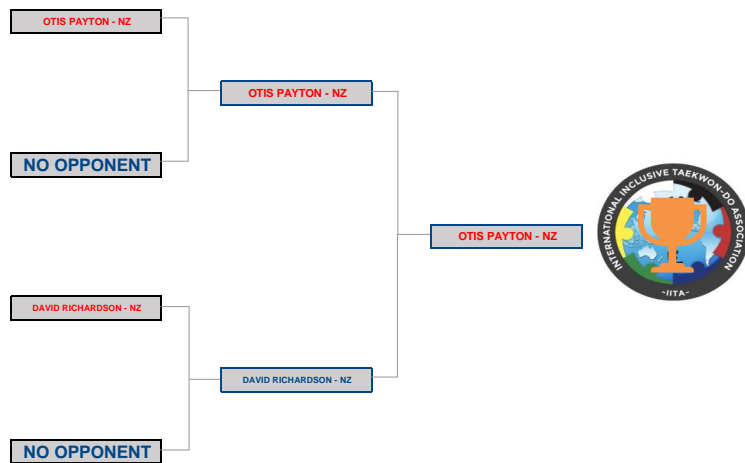 OTIS PAYTON - NZ
OTIS PAYTON - NZ
NO OPPONENT
OTIS PAYTON - NZ
INTERNATIONAL INCLUSIVE TAEKWON-DO ASSOCIATION
-IITA-
DAVID RICHARDSON - NZ
DAVID RICHARDSON - NZ
NO OPPONENT